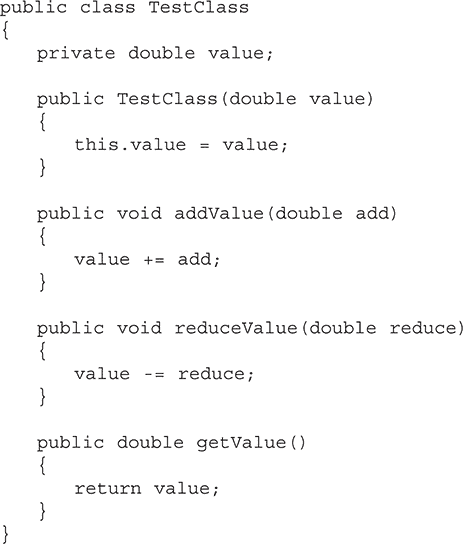 public class TestClass
{
private double value;
public TestClass(double value)
{
this.value = value;
}
public void addValue(double add)
{
value += add;
}
public void reduceValue(double reduce)
{
value -= reduce;
}
public double getValue()
{
return value;
}
}